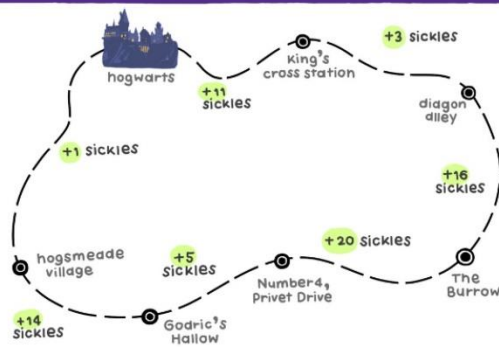 +3 sickles
King's
cross station
hogwarts
+11
sickles
diagon
dlley
+1 sickles
+16
sickles
+20 sickles
+5
sickles
hogsmeade
village
Number4,
Privet Drive
The
Burrow
+14
sickles
Godric's
Hallow